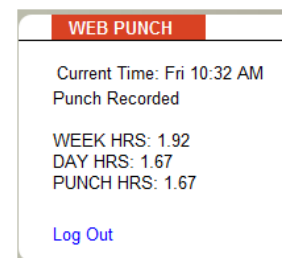 WEB PUNCH
Current Time: Fri 10:32 AM
Punch Recorded
WEEK HRS: 1.92
DAY HRS: 1.67
PUNCH HRS: 1.67
Log Out